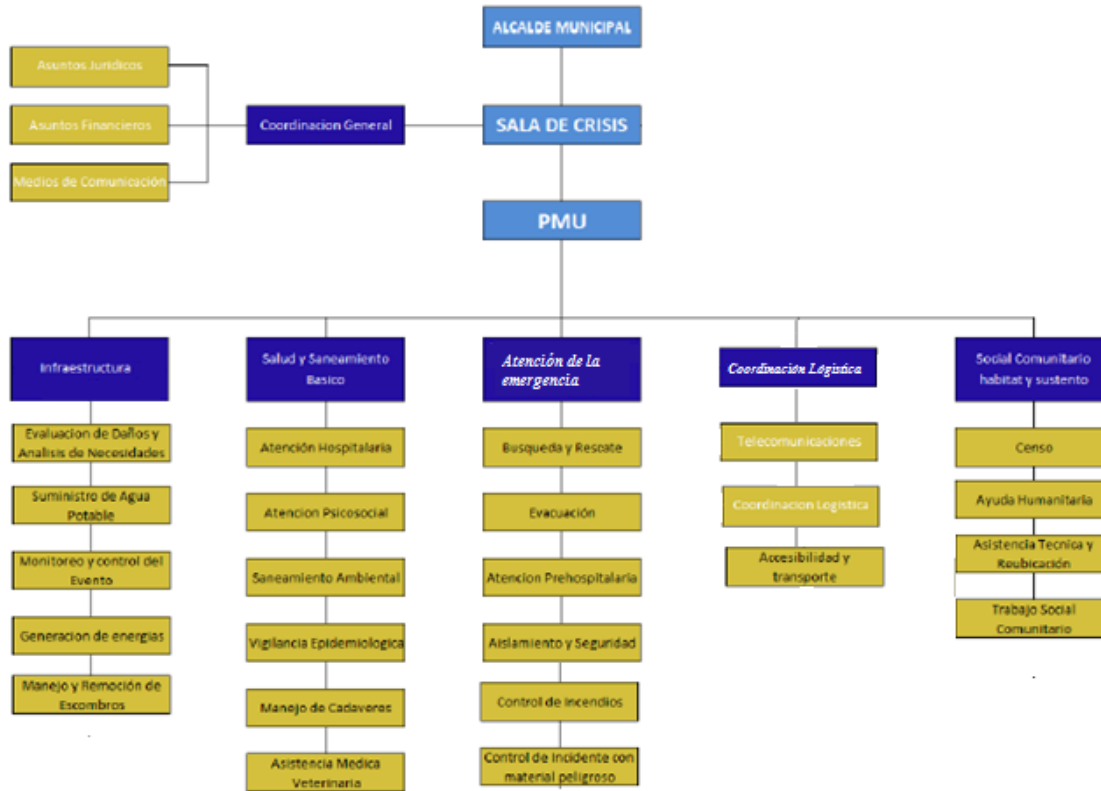 ALCALDE MUNICIPAL
Asuntos Juridicos
Asuntos Financieros
Coordinacion General
SALA DE CRISIS
Medios de Comunicación
PMU
Infraestructura
Salud y Saneamiento
Basico
Atención de la
emergencia
Coordinación Lógistica
Social Comunitario
habitat y sustento
Evaluacion de Daños y
Analisis de Necesidades
Suministro de Agua
Potable
Monitoreo y control del
Evento
Generacion de energias
Manejo y Remoción de
Escombros
Atención Hospitalaria
Atencion Psicosocial
Saneamiento Ambiental
Vigilancia Epidemiologica
Manejo de Cadaveres
Asistencia Medica
Veterinaria
Busqueda y Rescate
Evacuación
Atencion Prehospitalaria
Aislamiento y Seguridad
Control de Incendios
Control de Incidente con
material peligroso
Telecomunicaciones
Coordinacion Logistica
Accesibilidad y
transporte
Censo
Ayuda Humanitaria
Asistencia Tecnica y
Reubicación
Trabajo Social
Comunitario